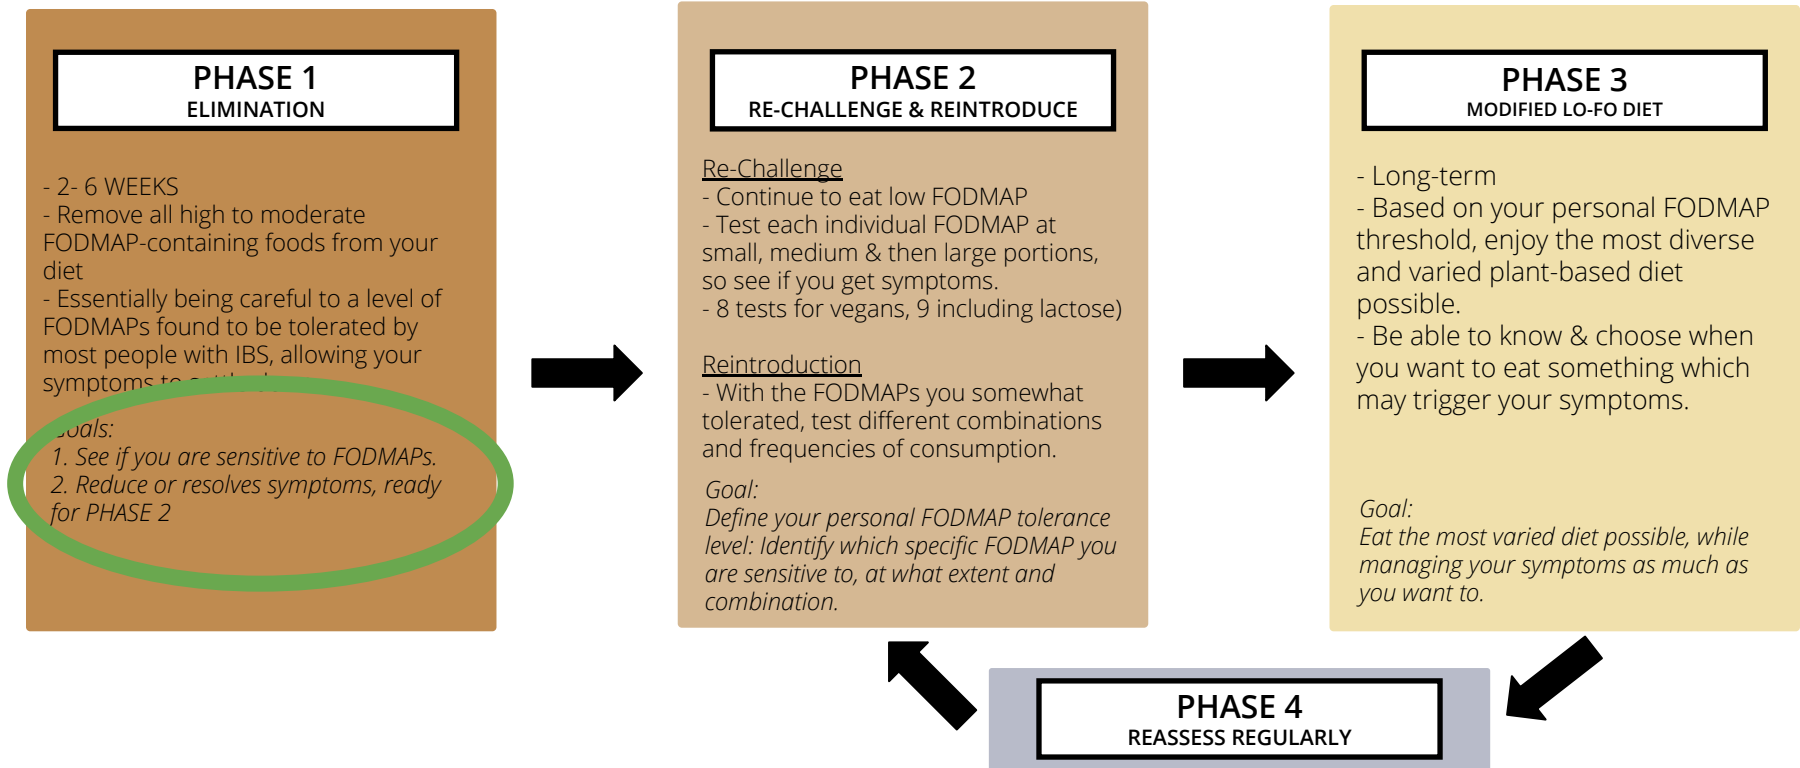 PHASE 1
ELIMINATION
- 2- 6 WEEKS
- Remove all high to moderate
FODMAP-containing foods from your
diet
- Essentially being careful to a level of
FODMAPs found to be tolerated by
most people with IBS, allowing your
symptoms to
Goals:
1. See if you are sensitive to FODMAPs.
2. Reduce or resolves symptoms, ready
for PHASE 2
PHASE 2
RE-CHALLENGE & REINTRODUCE
Re-Challenge
- Continue to eat low FODMAP
- Test each individual FODMAP at
small, medium & then large portions,
so see if you get symptoms.
- 8 tests for vegans, 9 including lactose)
Reintroduction
- With the FODMAPs you somewhat
tolerated, test different combinations
and frequencies of consumption.
Goal:
Define your personal FODMAP tolerance
level: Identify which specific FODMAP you
are sensitive to, at what extent and
combination.
PHASE 3
MODIFIED LO-FO DIET
- Long-term
- Based on your personal FODMAP
threshold, enjoy the most diverse
and varied plant-based diet
possible.
- Be able to know & choose when
you want to eat something which
may trigger your symptoms.
Goal:
Eat the most varied diet possible, while
managing your symptoms as much as
you want to.
PHASE 4
REASSESS REGULARLY